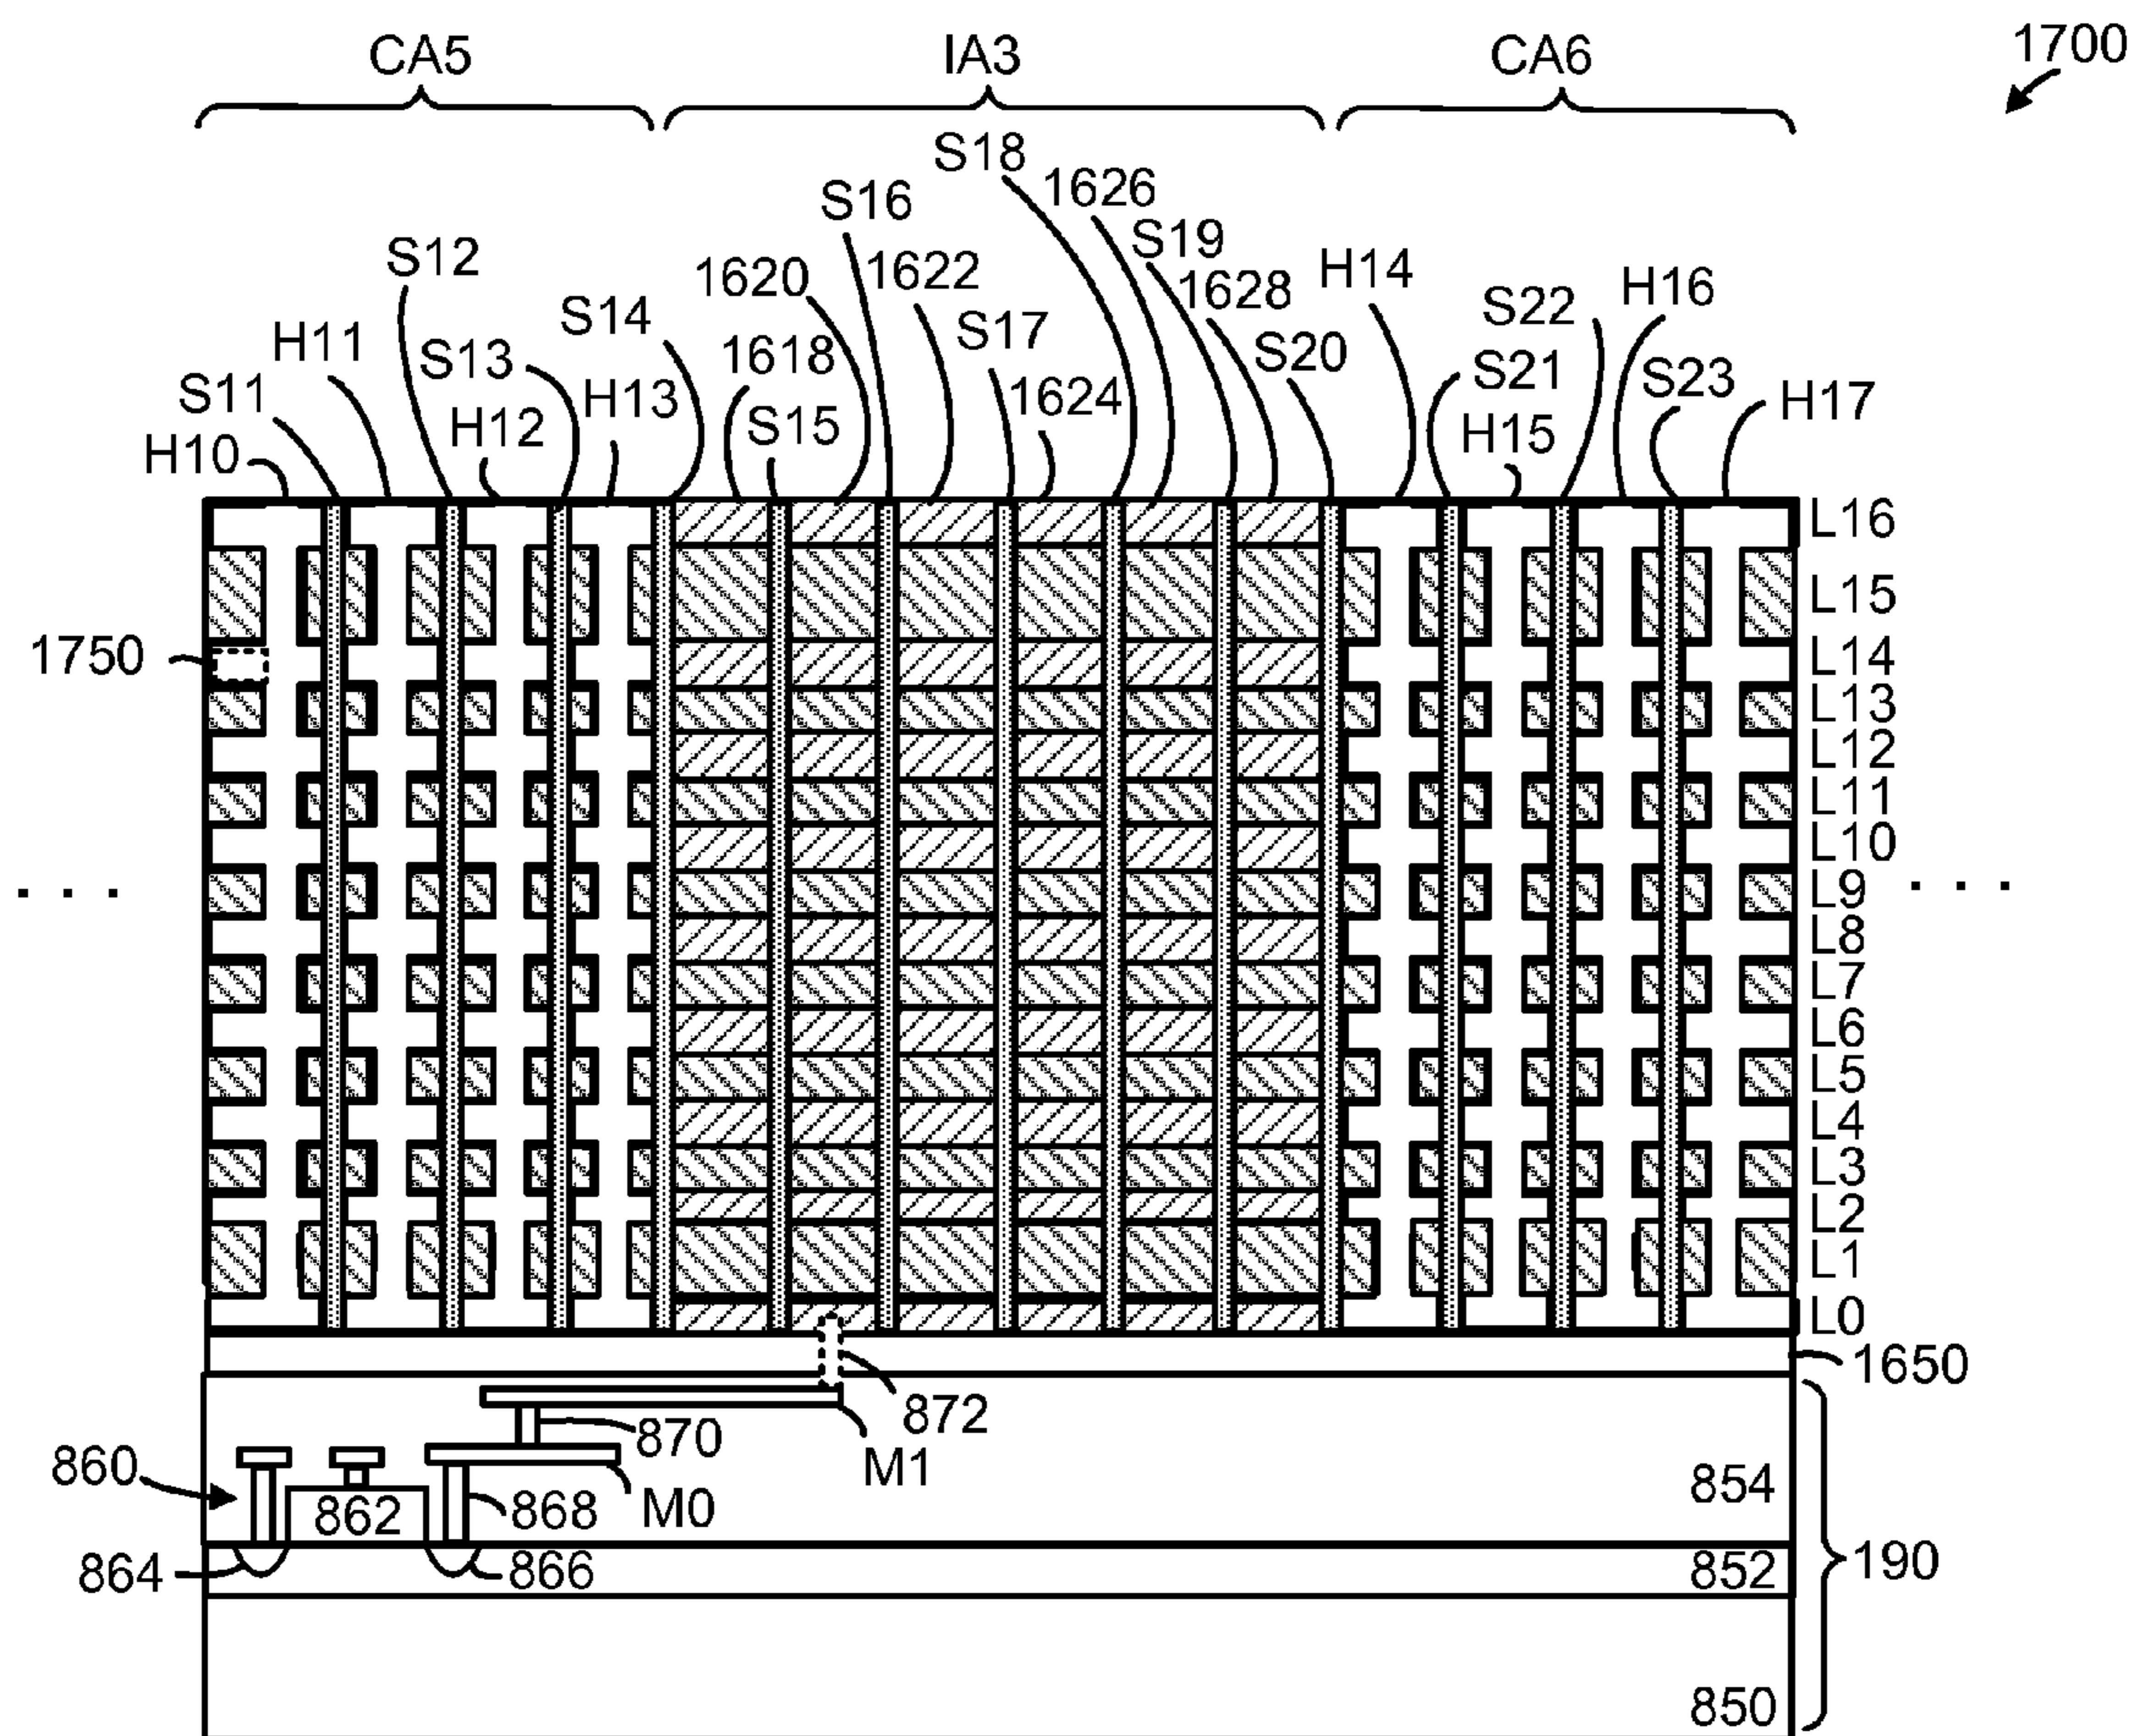 1700
CA5 IA3 CA6
S18
1626
S16
S19
S12
1620
1622
1628
H14
H16
S22
S14
H11
S13
1618
S17
S20
S21
S23
S11
H12
H13
S15
1624
H15
H17
H10
L16
L15
1750
L14
L13
L12
L11
L10
. . .
L9
. . .
L8
L7
L6
L5
L4
L3
L2
L1
L0
1650
872
870
M1
860
862
868
M0
854
864
866
852
190
850